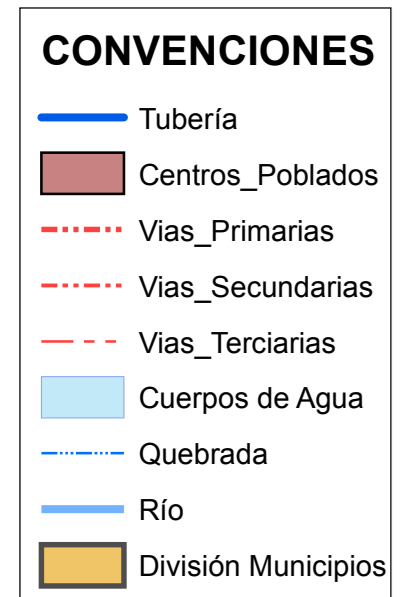 CONVENCIONES
Tubería
Centros_Poblados
Vias_Primarias
Vias_Secundarias
Vias_Terciarias
Cuerpos de Agua
Quebrada
Río
División Municipios